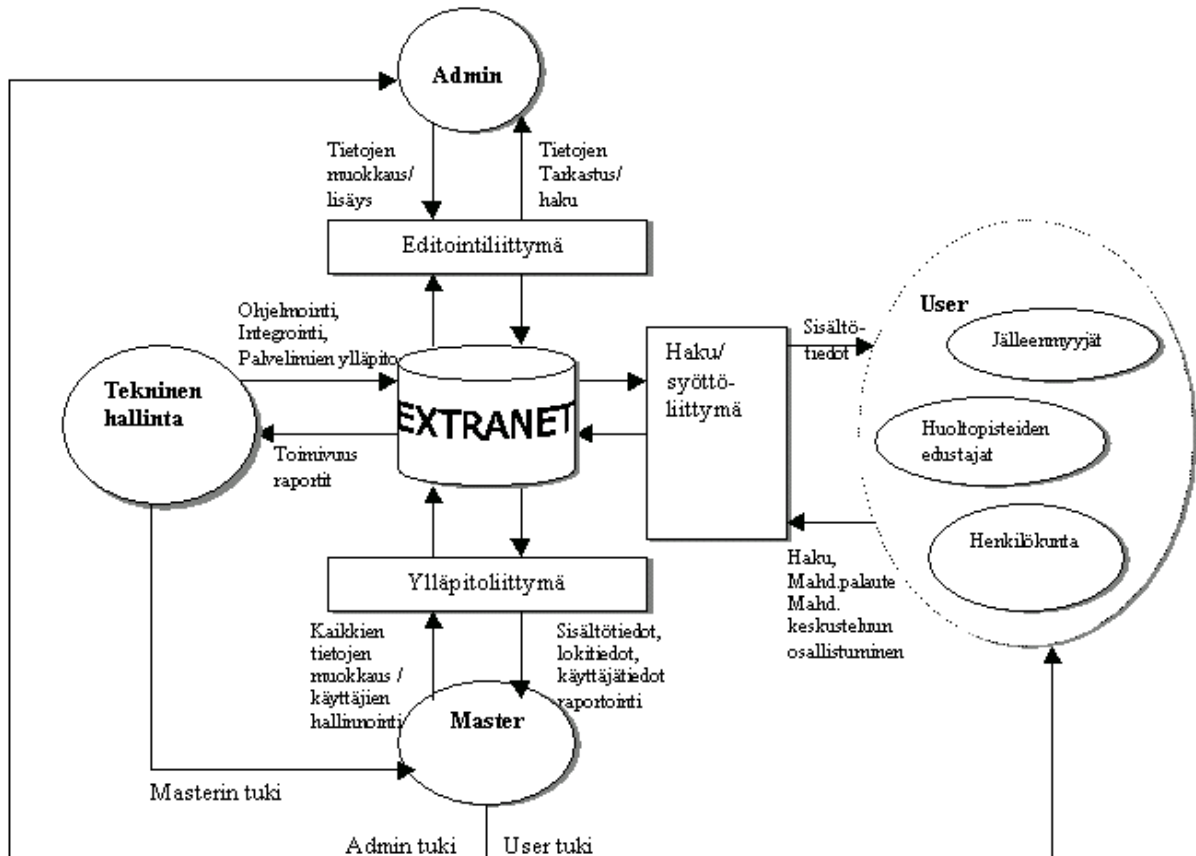 Admin
Tietojen
muokkaus/
lisäys
Tietojen
Tarkastus/
haku
Editointiliittymä
Ohjelmointi,
Integrointi,
Palvelimien ylläpito
Tekninen
hallinta
EXTRANET
Toimivuus
raportit
Haku/
syöttö-
liittymä
Sisältö-
tiedot
User
Jälleenmyyjät
Huoltopisteiden
edustajat
Henkilökunta
Haku,
Mahd.palaute
Mahd.
keskusteluun
osallistuminen
Ylläpitoliittymä
Kaikkien
tietojen
muokkaus /
käyttäjien
hallinnointi
Sisältötiedot,
lokitiedot,
käyttäjätiedot
raportointi
Master
Masterin tuki
Admin tuki
User tuki